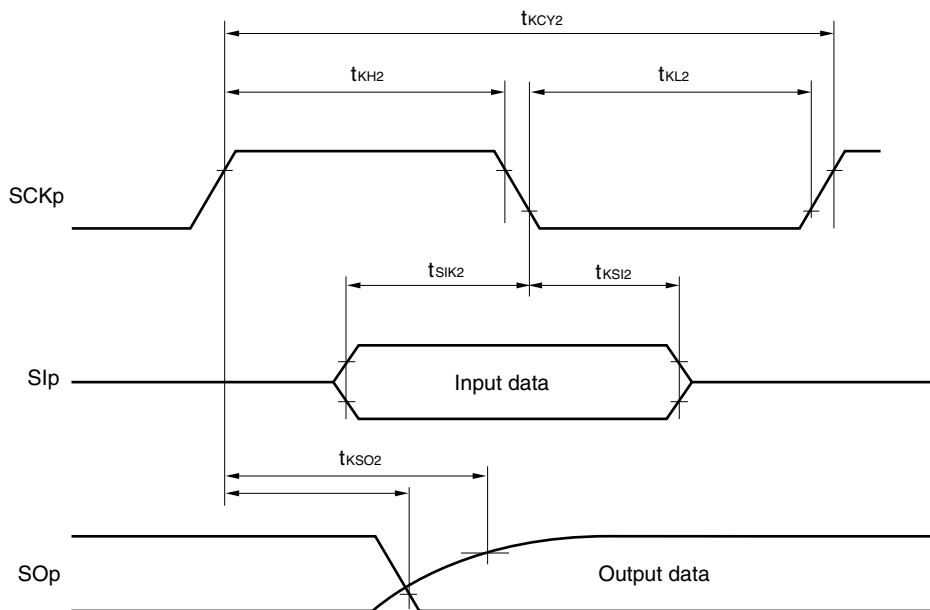 tKCY2
tKH2 tKL2
SCKp
tSIK2 tKSI2
SIp Input data
tKSO2
SOp Output data